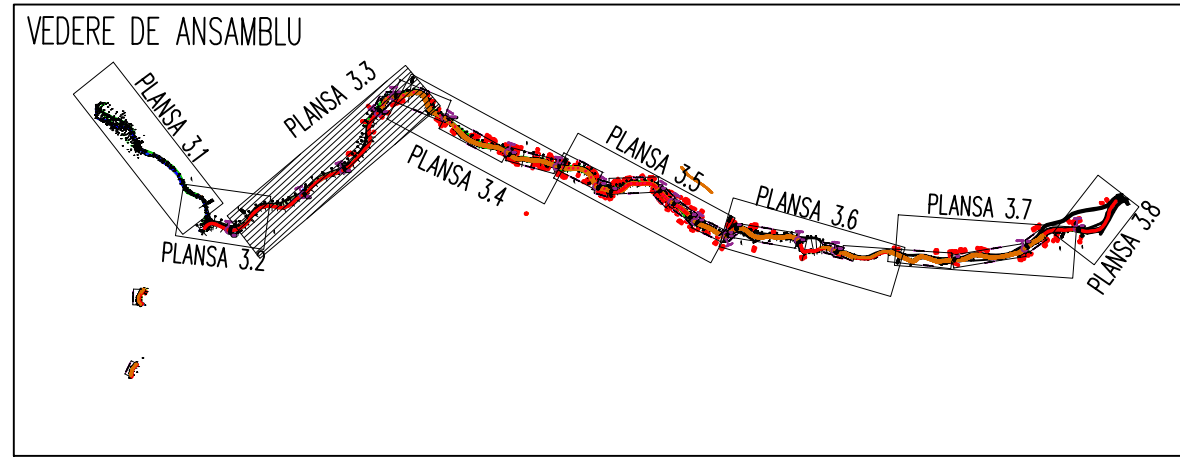 VEDERE DE ANSAMBLU
PLANSA 3.1
PLANSA 3.2
PLANSA 3.3
PLANSA 3.4
PLANSA 3.5
PLANSA 3.6
PLANSA 3.7
PLANSA 3.8